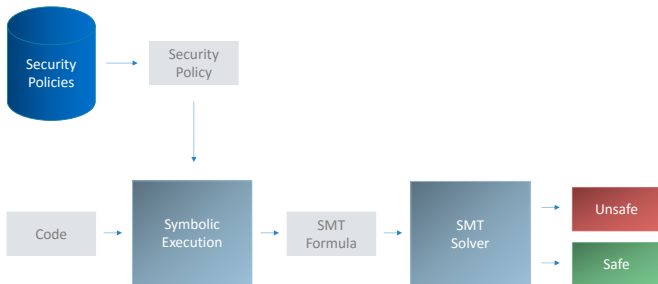 Security
Policies
Security
Policy
Code
Symbolic
Execution
SMT
Formula
SMT
Solver
Unsafe
Safe